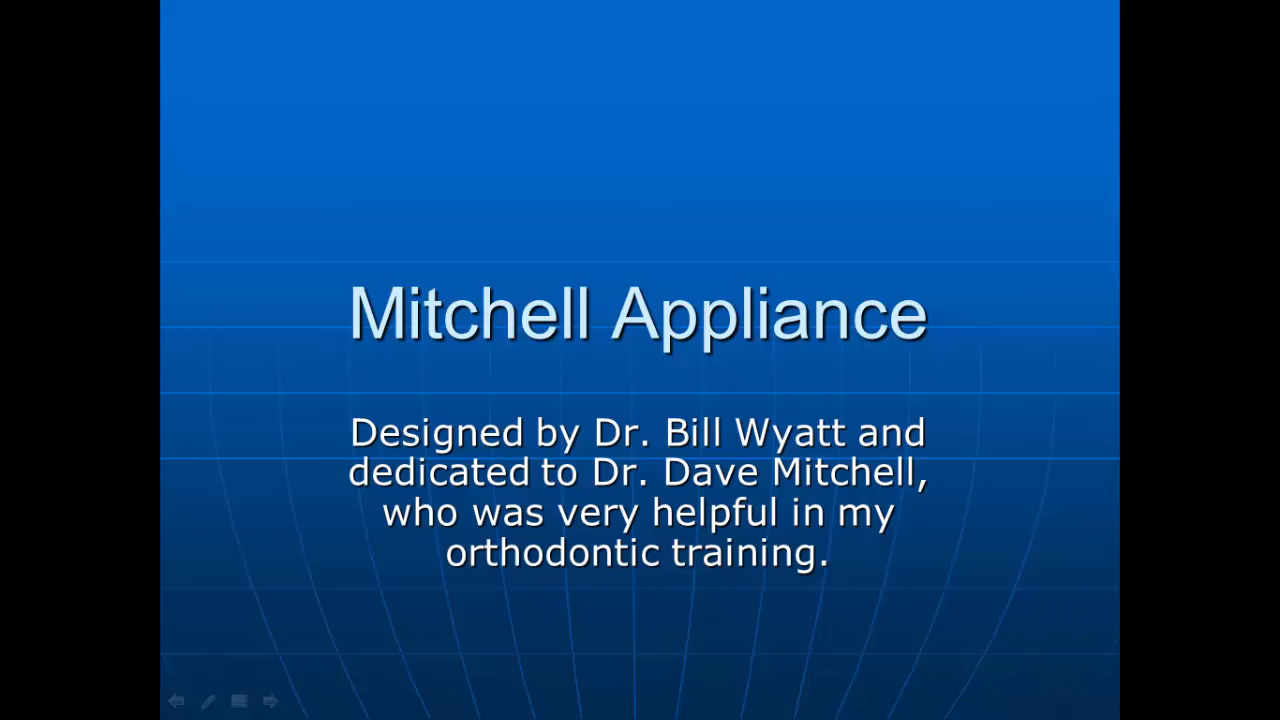 Mitchell Appliance
Designed by Dr. Bill Wyatt and
dedicated to Dr. Dave Mitchell,
who was very helpful in my
orthodontic training.